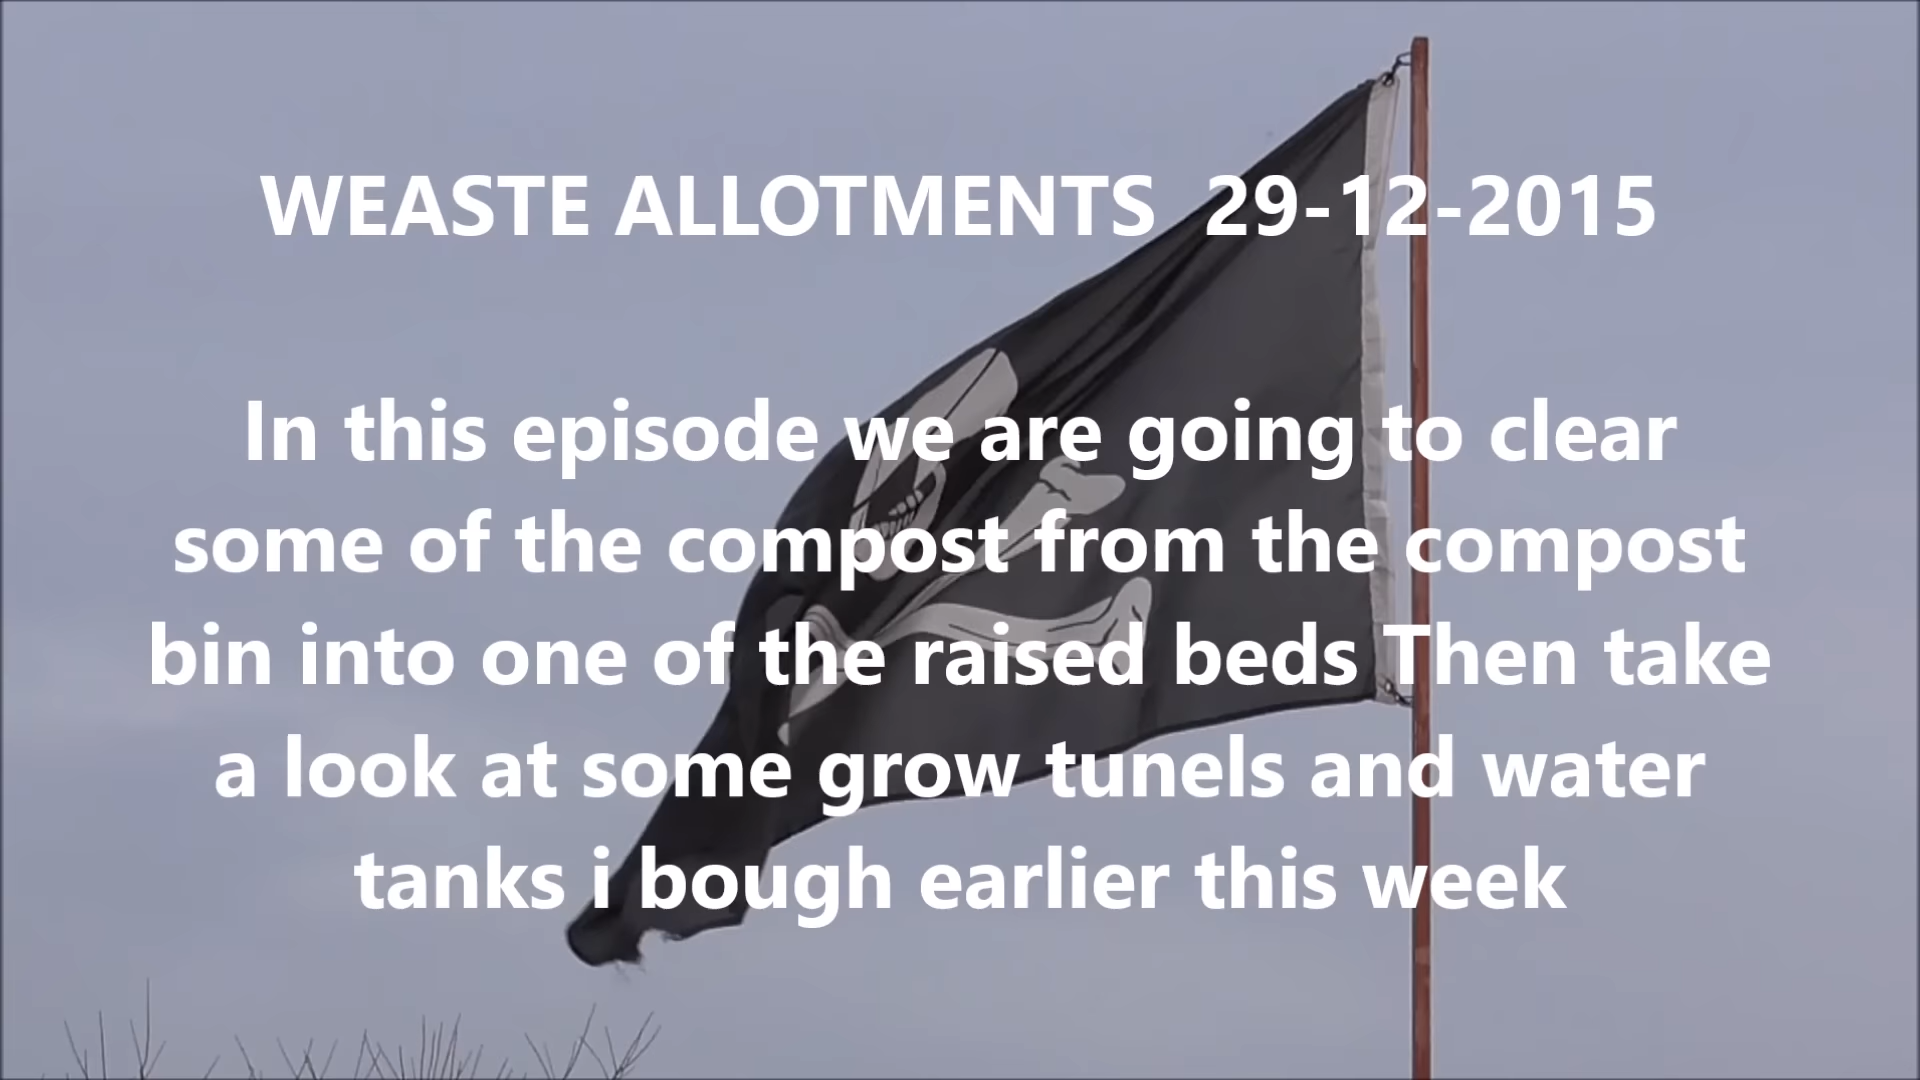 WEASTE ALLOTMENTS  29-12-2015
In this episode we are going to clear
some of the compost from the compost
bin into one of the raised beds Then take
a look at some grow tunels and water
tanks i bough earlier this week